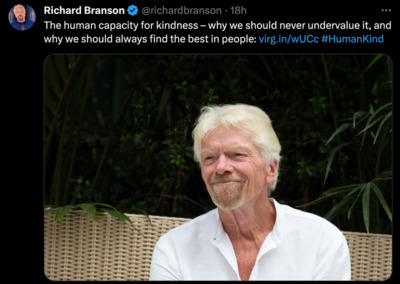 Richard Branson @richardbranson · 18h
The human capacity for kindness – why we should never undervalue it, and
why we should always find the best in people: virg.in/wUCc #HumanKind